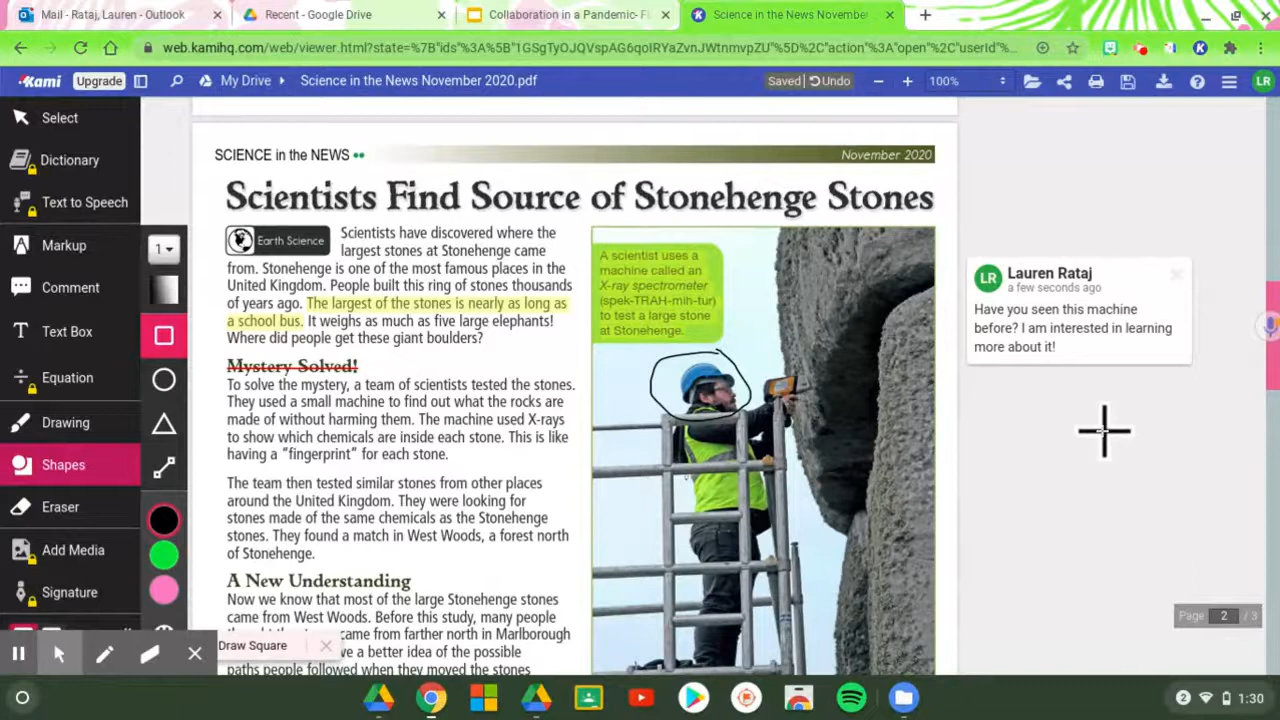 Mail - Rataj, Lauren - Outlook
Recent - Google Drive
Collaboration in a Pandemic- Fl
Science in the News November
web.kamihq.com/web/viewer.html?state=%7B"ids"%3A%5B"1GSgTyOJQVspAG6qoIRYaZvnJWtnmvpZU"%5D%2C"action"%3A"open"%2C"userId"%...
Kami
Upgrade
My Drive
Science in the News November 2020.pdf
Saved
Undo
100%
LR
Select
Dictionary
Text to Speech
Markup
Comment
Text Box
Equation
Drawing
Shapes
Eraser
Add Media
Signature
1
SCIENCE in the NEWS
November 2020
Scientists Find Source of Stonehenge Stones
Earth Science
Scientists have discovered where the
largest stones at Stonehenge came
from. Stonehenge is one of the most famous places in the
United Kingdom. People built this ring of stones thousands
of years ago. The largest of the stones is nearly as long as
a school bus. It weighs as much as five large elephants!
Where did people get these giant boulders?
Mystery Solved!
To solve the mystery, a team of scientists tested the stones.
They used a small machine to find out what the rocks are
made of without harming them. The machine used X-rays
to show which chemicals are inside each stone. This is like
having a “fingerprint” for each stone.
The team then tested similar stones from other places
around the United Kingdom. They were looking for
stones made of the same chemicals as the Stonehenge
stones. They found a match in West Woods, a forest north
of Stonehenge.
A New Understanding
Now we know that most of the large Stonehenge stones
came from West Woods. Before this study, many people
came from farther north in Marlborough
ve a better idea of the possible
paths people followed when they moved the stones
A scientist uses a
machine called an
X-ray spectrometer
(spek-TRAH-mih-tur)
to test a large stone
at Stonehenge.
LR
Lauren Rataj
a few seconds ago
Have you seen this machine
before? I am interested in learning
more about it!
Page 2 / 3
Draw Square
2
1:30